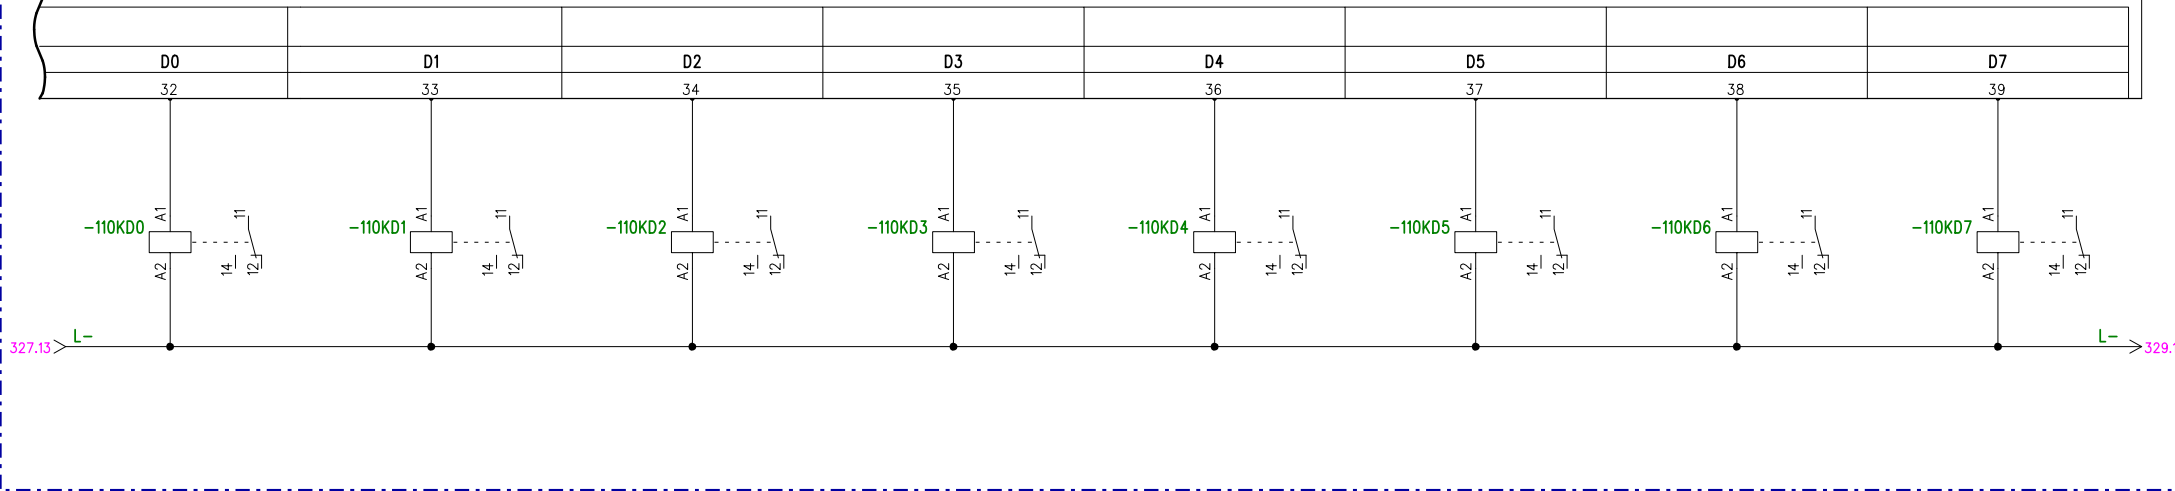 D0 D1 D2 D3 D4 D5 D6 D7
32 33 34 35 36 37 38 39
A1 11 A1 11 A1 11 A1 11 A1 11 A1 11 A1 11 A1 11
-110KD0 -110KD1 -110KD2 -110KD3 -110KD4 -110KD5 -110KD6 -110KD7
A2 14 12 A2 14 12 A2 14 12 A2 14 12 A2 14 12 A2 14 12 A2 14 12 A2 14 12
L- L-
327.13 329.